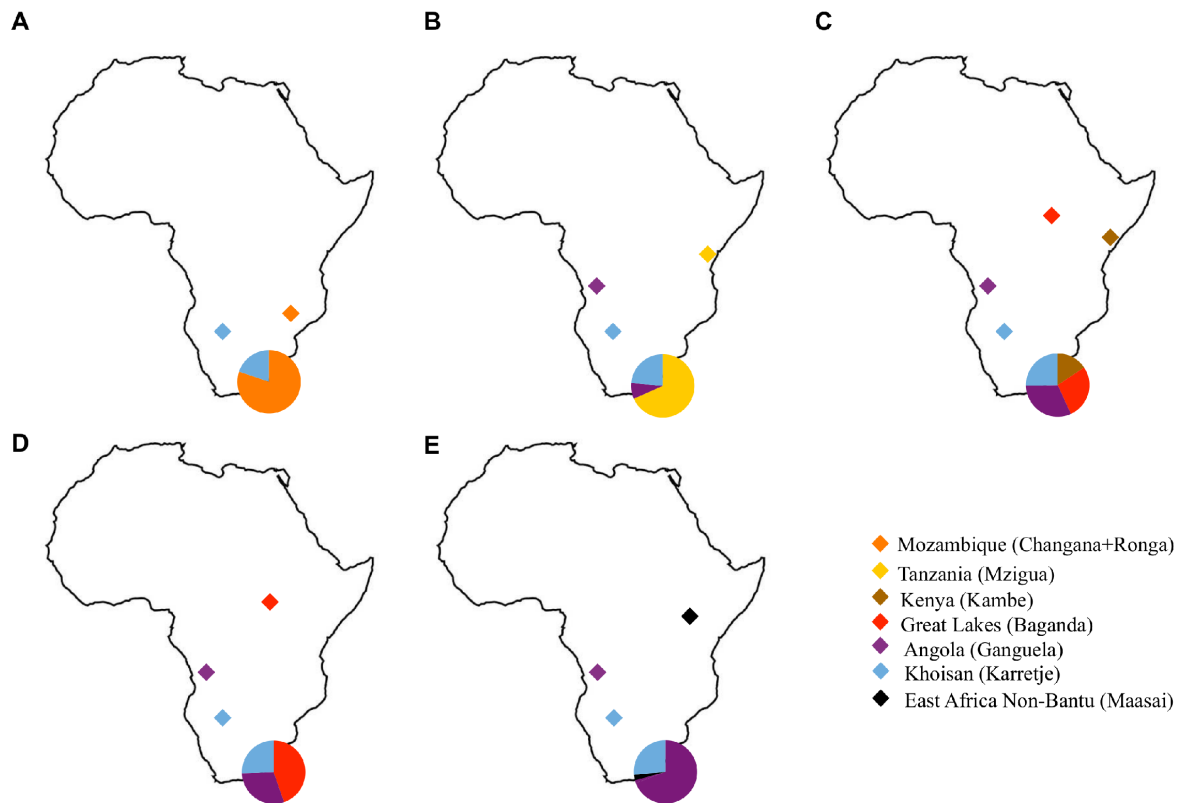 A
B
C
D
E
Mozambique (Changana+Ronga)
Tanzania (Mzigua)
Kenya (Kambe)
Great Lakes (Baganda)
Angola (Ganguela)
Khoisan (Karretje)
East Africa Non-Bantu (Maasai)